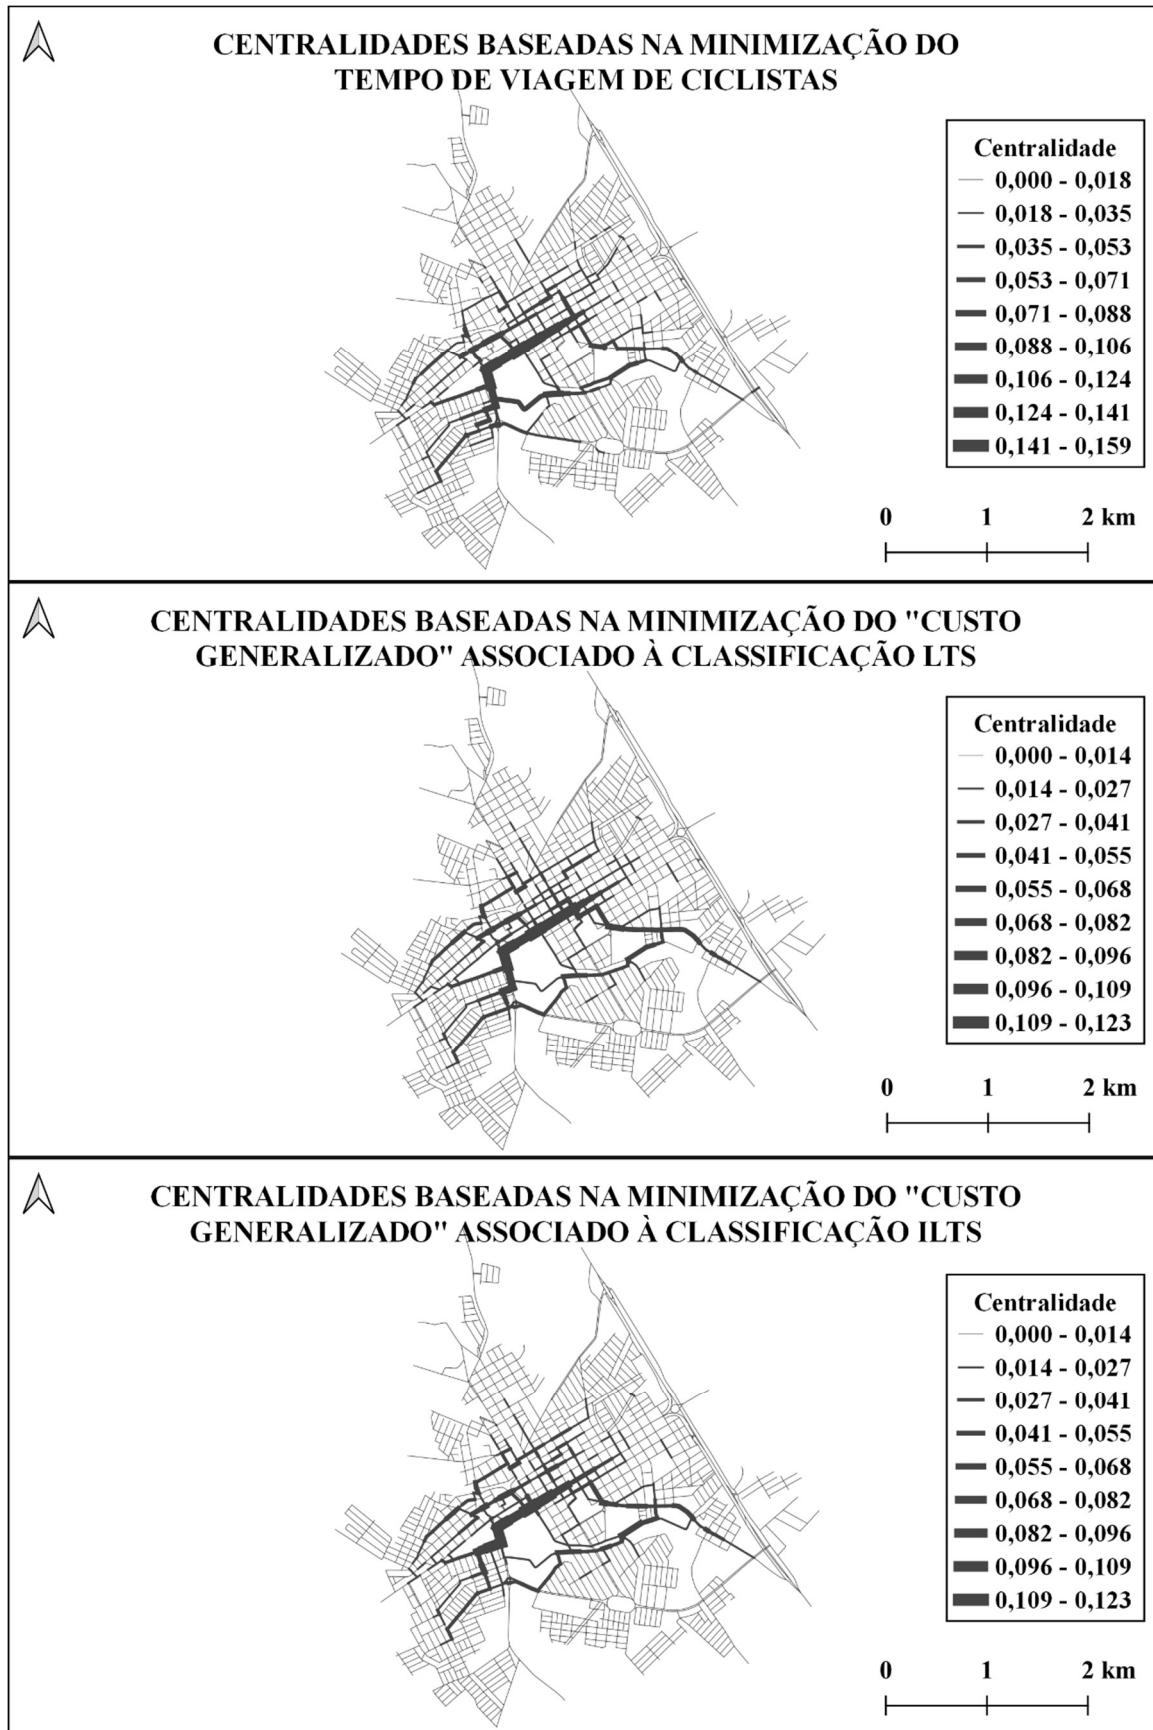 CENTRALIDADES BASEADAS NA MINIMIZAÇÃO DO
TEMPO DE VIAGEM DE CICLISTAS
Centralidade
0,000 - 0,018
0,018 - 0,035
0,035 - 0,053
0,053 - 0,071
0,071 - 0,088
0,088 - 0,106
0,106 - 0,124
0,124 - 0,141
0,141 - 0,159
0 1 2 km
CENTRALIDADES BASEADAS NA MINIMIZAÇÃO DO "CUSTO
GENERALIZADO" ASSOCIADO À CLASSIFICAÇÃO LTS
Centralidade
0,000 - 0,014
0,014 - 0,027
0,027 - 0,041
0,041 - 0,055
0,055 - 0,068
0,068 - 0,082
0,082 - 0,096
0,096 - 0,109
0,109 - 0,123
0 1 2 km
CENTRALIDADES BASEADAS NA MINIMIZAÇÃO DO "CUSTO
GENERALIZADO" ASSOCIADO À CLASSIFICAÇÃO ILTS
Centralidade
0,000 - 0,014
0,014 - 0,027
0,027 - 0,041
0,041 - 0,055
0,055 - 0,068
0,068 - 0,082
0,082 - 0,096
0,096 - 0,109
0,109 - 0,123
0 1 2 km